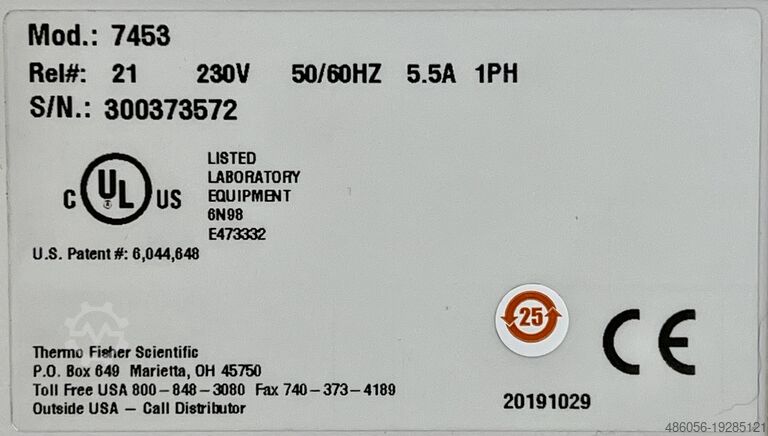 Mod.: 7453
Rel#: 21 230V 50/60HZ 5.5A 1PH
S/N.: 300373572
C UL US
®
LISTED
LABORATORY
EQUIPMENT
6N98
E473332
U.S. Patent #: 6,044,648
25
CE
Thermo Fisher Scientific
P.O. Box 649 Marietta, OH 45750
Toll Free USA 800-848-3080 Fax 740-373-4189
Outside USA – Call Distributor
20191029
486056-19285121